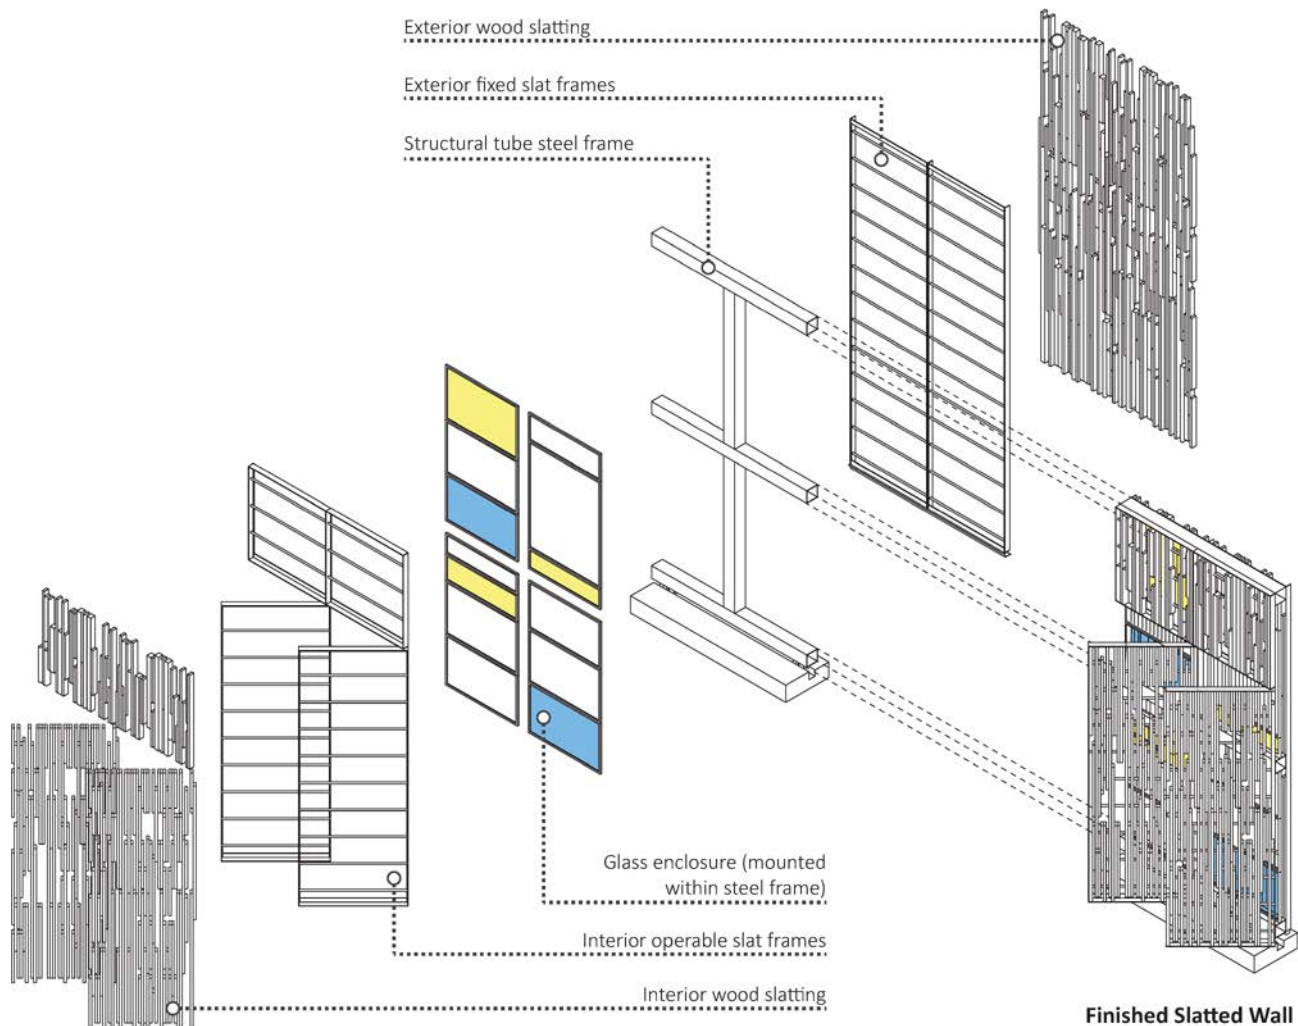 Exterior wood slatting
Exterior fixed slat frames
Structural tube steel frame
Glass enclosure (mounted
within steel frame)
Interior operable slat frames
Interior wood slatting
Finished Slatted Wall